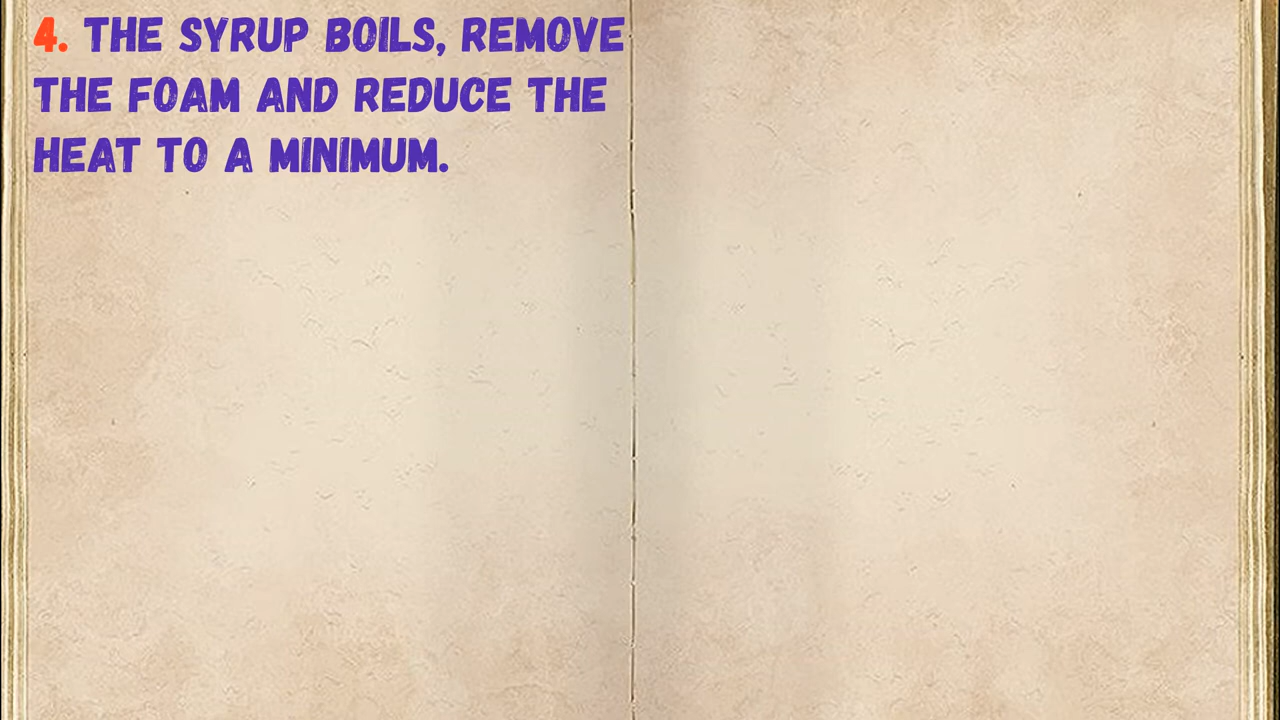 4. THE SYRUP BOILS, REMOVE
THE FOAM AND REDUCE THE
HEAT TO A MINIMUM.